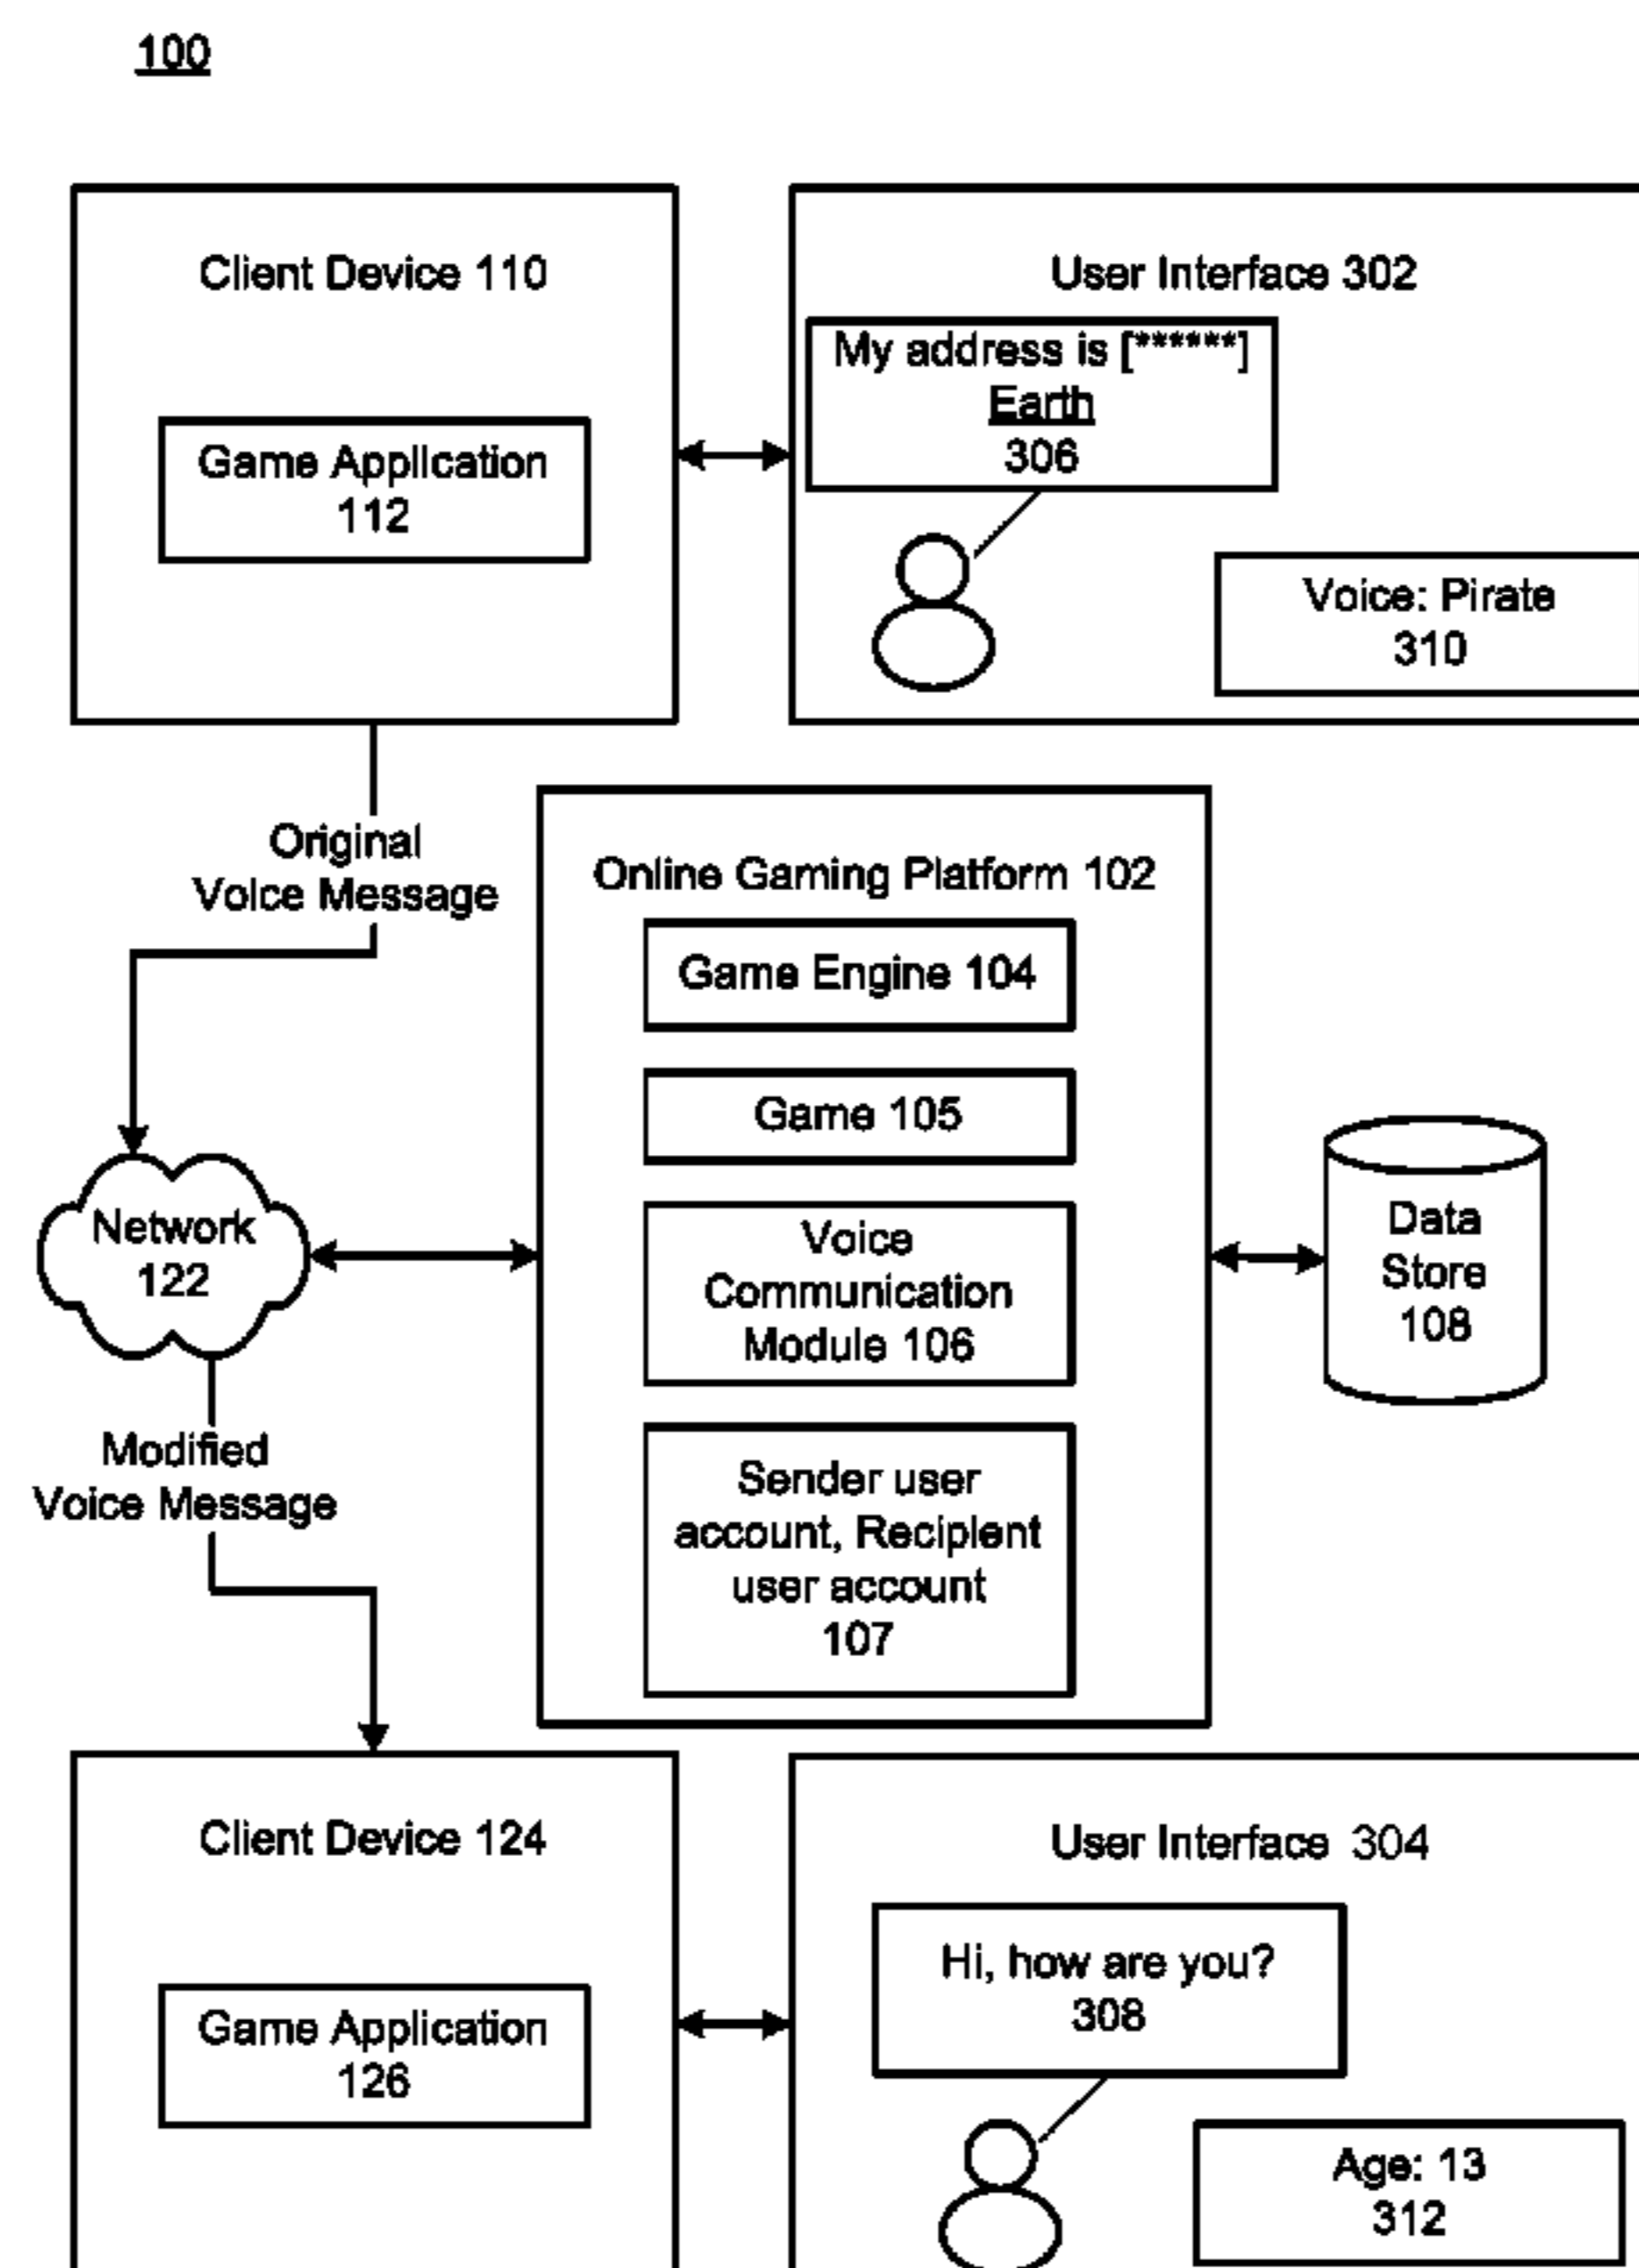 100
Client Device 110
Game Application
112
User Interface 302
My address is [******]
Earth
306
Voice: Pirate
310
Original
Voice Message
Online Gaming Platform 102
Game Engine 104
Game 105
Voice
Communication
Module 106
Sender user
account, Recipient
user account
107
Network
122
Data
Store
108
Modified
Voice Message
Client Device 124
Game Application
126
User Interface 304
Hi, how are you?
308
Age: 13
312